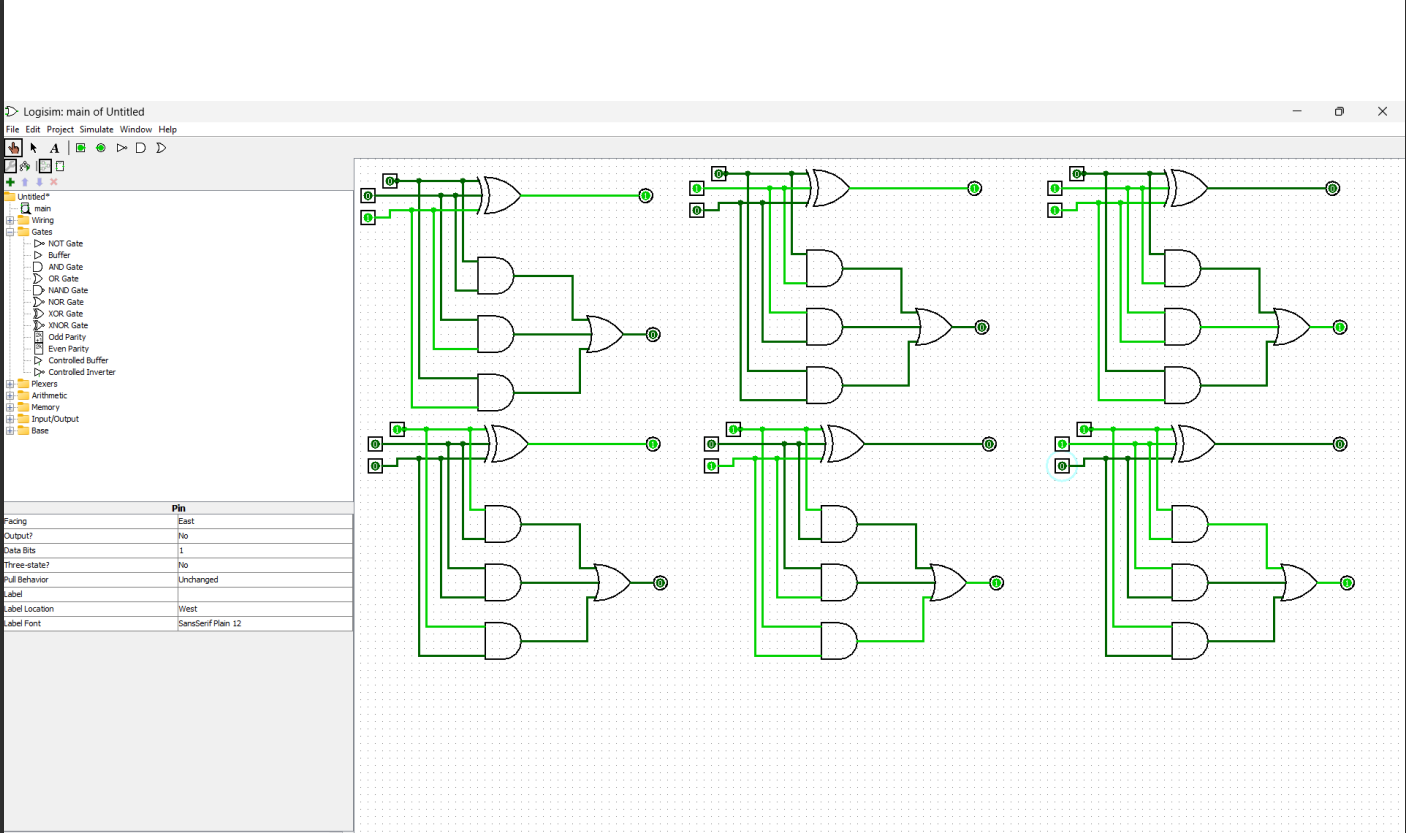 Logisim: main of Untitled
File Edit Project Simulate Window Help
A
Untitled*
main
Wiring
Gates
NOT Gate
Buffer
AND Gate
OR Gate
NAND Gate
NOR Gate
XOR Gate
XNOR Gate
Odd Parity
Even Parity
Controlled Buffer
Controlled Inverter
Plexers
Arithmetic
Memory
Input/Output
Base
Pin
Facing East
Output? No
Data Bits 1
Three-state? No
Pull Behavior Unchanged
Label
Label Location West
Label Font SansSerif Plain 12
0
0 1
1
0
0
1 1
0
0
0
1 0
1
1
1
0 1
0
0
1
0 0
1
1
1
1 0
0
1